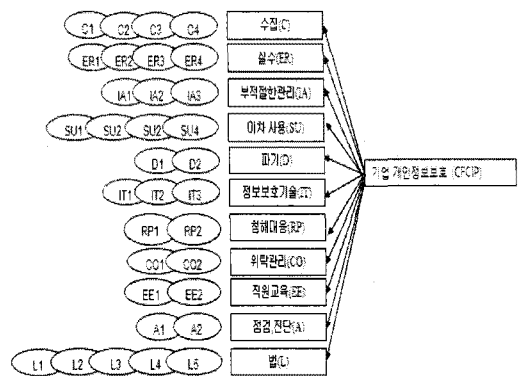 C1 C2 C3 C4 수집(C)
ER1 ER2 ER3 ER4 실수(ER)
IA1 IA2 IA3 부적절한관리(IA)
SU1 SU2 SU2 SU4 이차 사용(SU)
D1 D2 파기(D)
기업 개인정보보호 (CFCIP)
IT1 IT2 IT3 정보보호기술(IT)
RP1 RP2 침해대응(RP)
CO1 CO2 위탁관리(CO)
EE1 EE2 직원교육(EE)
A1 A2 점검,진단(A)
L1 L2 L3 L4 L5 법(L)